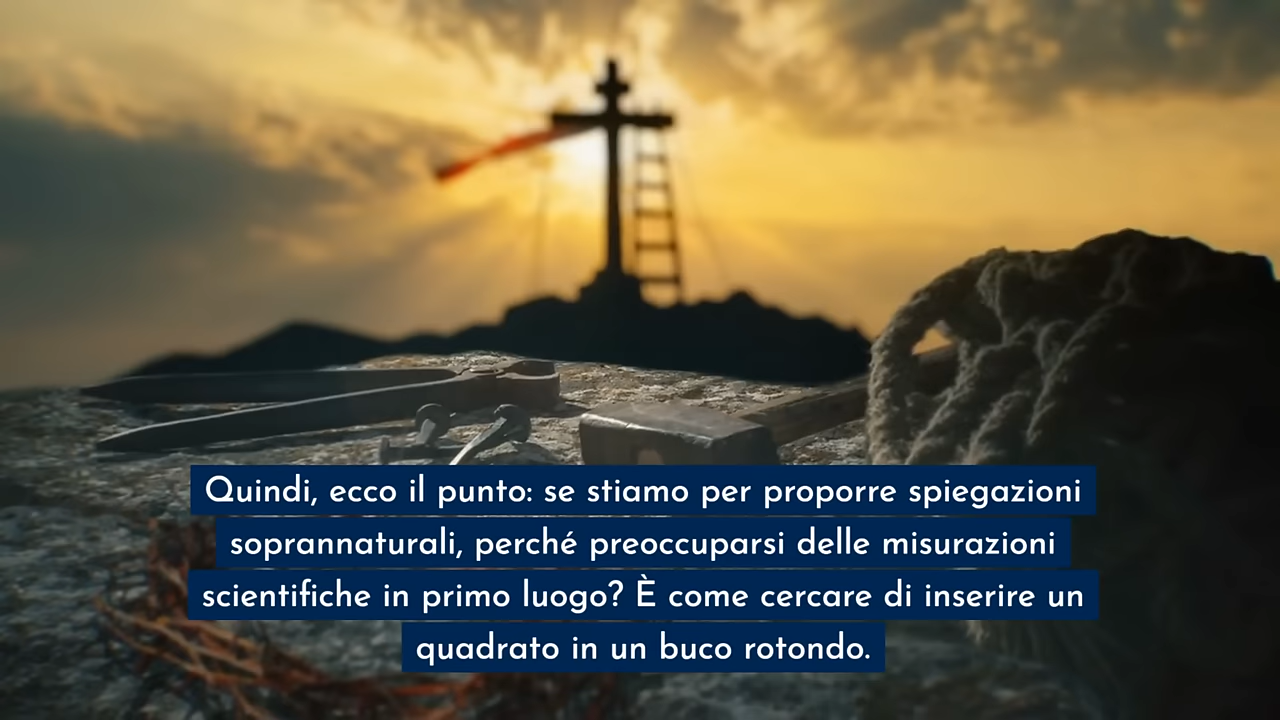 Quindi, ecco il punto: se stiamo per proporre spiegazioni
soprannaturali, perché preoccuparsi delle misurazioni
scientifiche in primo luogo? È come cercare di inserire un
quadrato in un buco rotondo.